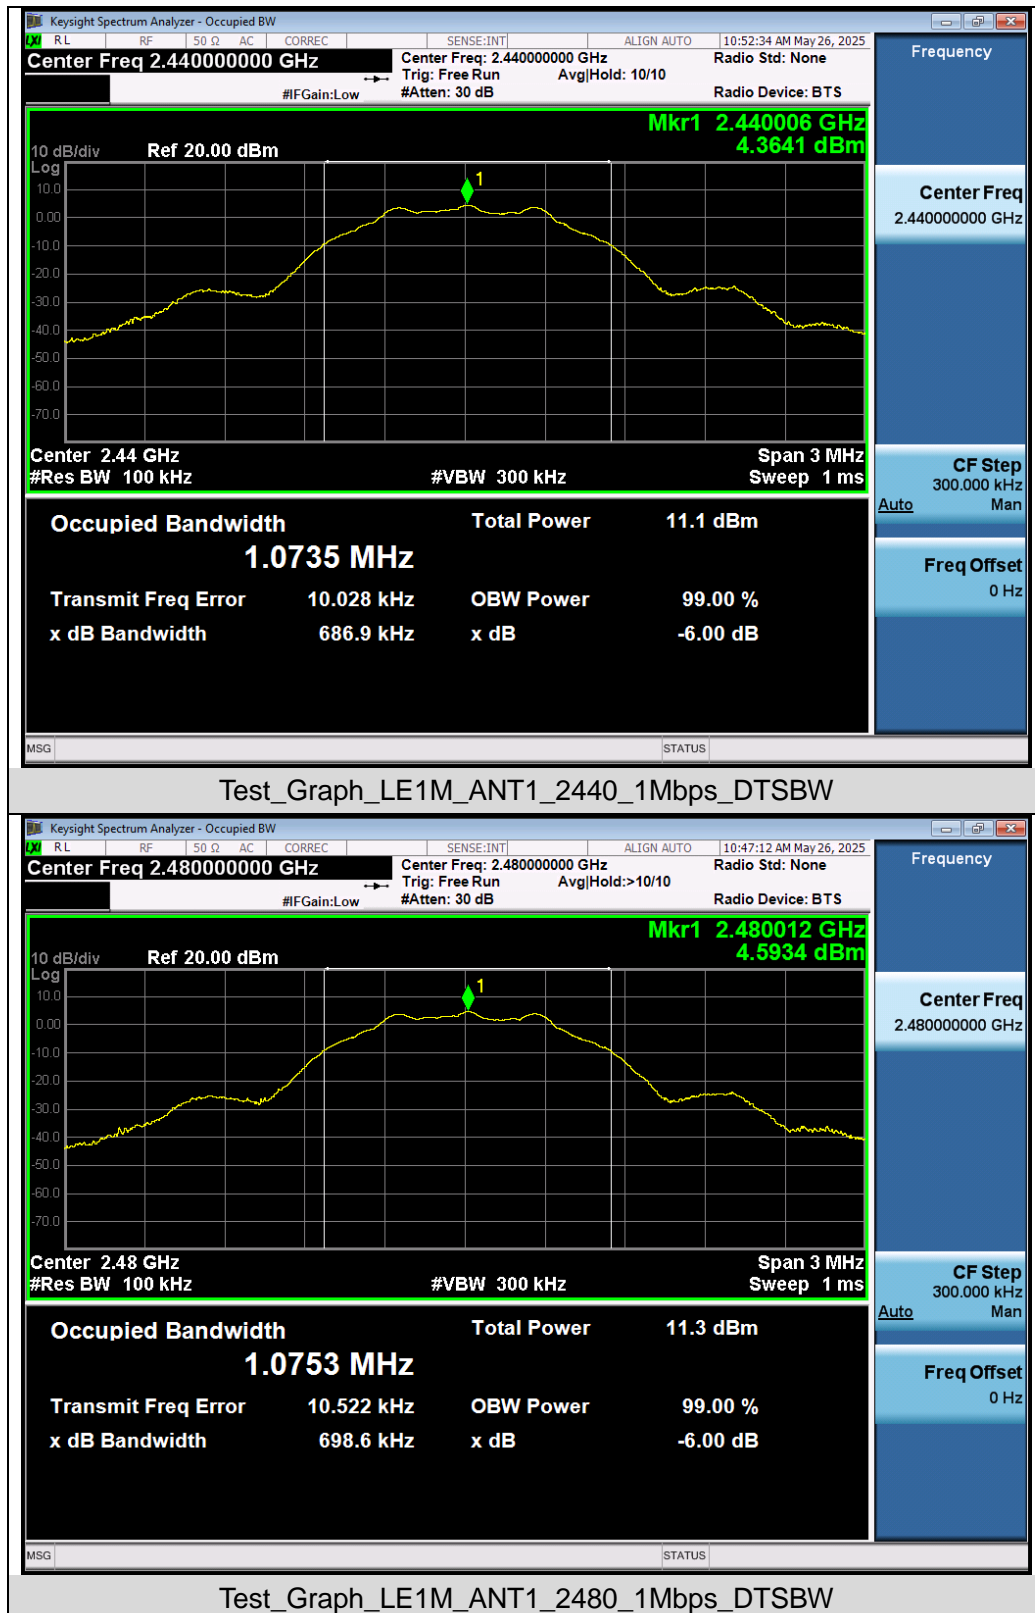 Keysight Spectrum Analyzer - Occupied BW
LXI RL RF 50 Ω AC CORREC SENSE:INT ALIGN AUTO 10:52:34 AM May 26, 2025
Center Freq 2.440000000 GHz Center Freq: 2.440000000 GHz Radio Std: None Frequency
Trig: Free Run Avg|Hold: 10/10
#IFGain:Low #Atten: 30 dB Radio Device: BTS
Mkr1 2.440006 GHz
10 dB/div Ref 20.00 dBm 4.3641 dBm
Log
1
10.0
0.00
-10.0
-20.0
-30.0
-40.0
-50.0
-60.0
-70.0
Center Freq
2.440000000 GHz
Center 2.44 GHz Span 3 MHz
#Res BW 100 kHz #VBW 300 kHz Sweep 1 ms
CF Step
300.000 kHz
Auto Man
Occupied Bandwidth Total Power 11.1 dBm
1.0735 MHz
Freq Offset
0 Hz
Transmit Freq Error 10.028 kHz OBW Power 99.00 %
x dB Bandwidth 686.9 kHz x dB -6.00 dB
MSG STATUS
Test_Graph_LE1M_ANT1_2440_1Mbps_DTSBW
Keysight Spectrum Analyzer - Occupied BW
LXI RL RF 50 Ω AC CORREC SENSE:INT ALIGN AUTO 10:47:12 AM May 26, 2025
Center Freq 2.480000000 GHz Center Freq: 2.480000000 GHz Radio Std: None Frequency
Trig: Free Run Avg|Hold:>10/10
#IFGain:Low #Atten: 30 dB Radio Device: BTS
Mkr1 2.480012 GHz
10 dB/div Ref 20.00 dBm 4.5934 dBm
Log
1
10.0
0.00
-10.0
-20.0
-30.0
-40.0
-50.0
-60.0
-70.0
Center Freq
2.480000000 GHz
Center 2.48 GHz Span 3 MHz
#Res BW 100 kHz #VBW 300 kHz Sweep 1 ms
CF Step
300.000 kHz
Auto Man
Occupied Bandwidth Total Power 11.3 dBm
1.0753 MHz
Freq Offset
0 Hz
Transmit Freq Error 10.522 kHz OBW Power 99.00 %
x dB Bandwidth 698.6 kHz x dB -6.00 dB
MSG STATUS
Test_Graph_LE1M_ANT1_2480_1Mbps_DTSBW